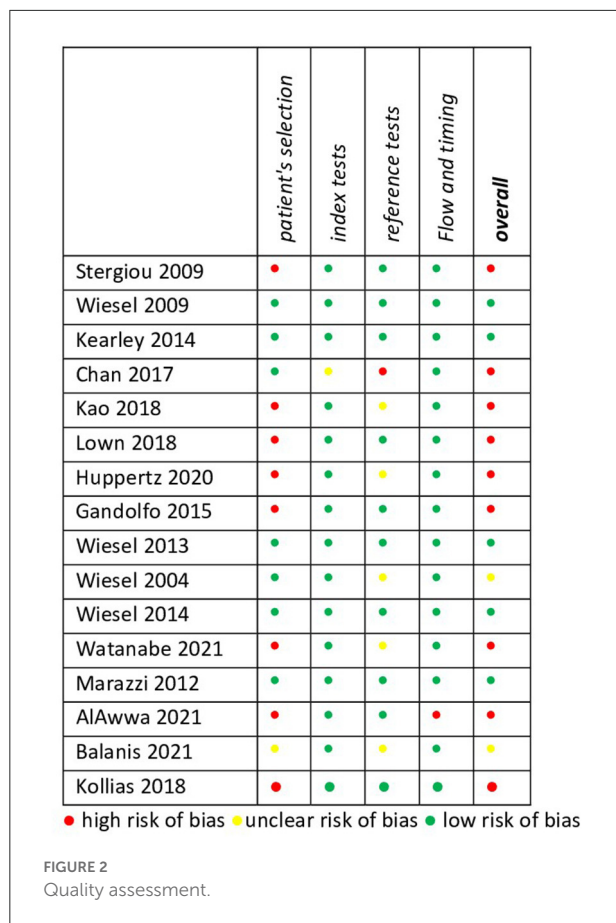 patient's selection
index tests
reference tests
Flow and timing
overall
Stergiou 2009
Wiesel 2009
Kearley 2014
Chan 2017
Kao 2018
Lown 2018
Huppertz 2020
Gandolfo 2015
Wiesel 2013
Wiesel 2004
Wiesel 2014
Watanabe 2021
Marazzi 2012
AlAwwa 2021
Balanis 2021
Kollias 2018
high risk of bias unclear risk of bias low risk of bias
FIGURE 2
Quality assessment.